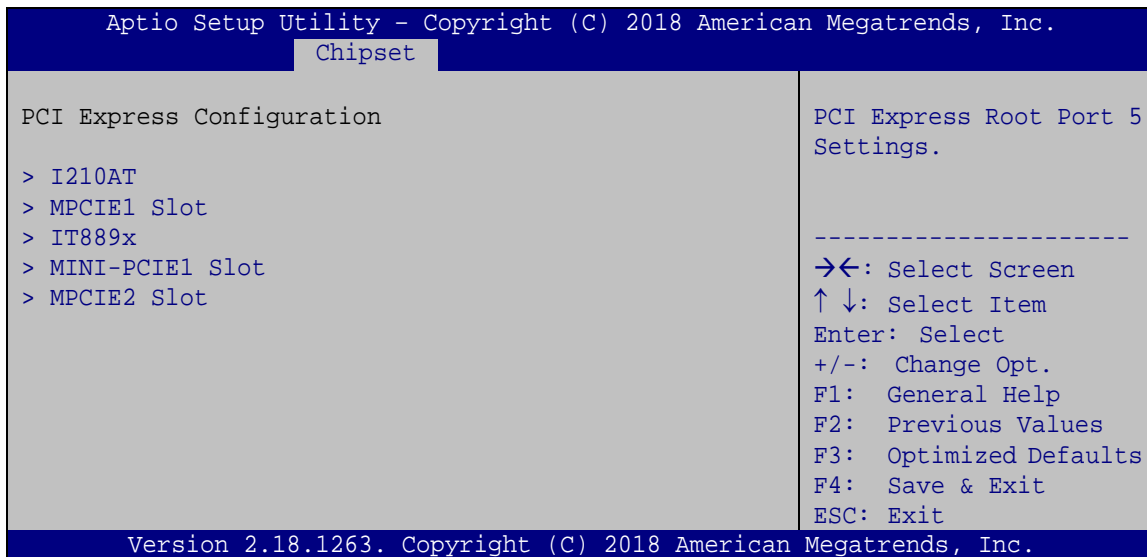 Aptio Setup Utility – Copyright (C) 2018 American Megatrends, Inc.
Chipset
PCI Express Configuration
> I210AT
> MPCIE1 Slot
> IT889x
> MINI-PCIE1 Slot
> MPCIE2 Slot
PCI Express Root Port 5
Settings.
----------------------
→←: Select Screen
↑ ↓: Select Item
Enter: Select
+/-: Change Opt.
F1: General Help
F2: Previous Values
F3: Optimized Defaults
F4: Save & Exit
ESC: Exit
Version 2.18.1263. Copyright (C) 2018 American Megatrends, Inc.